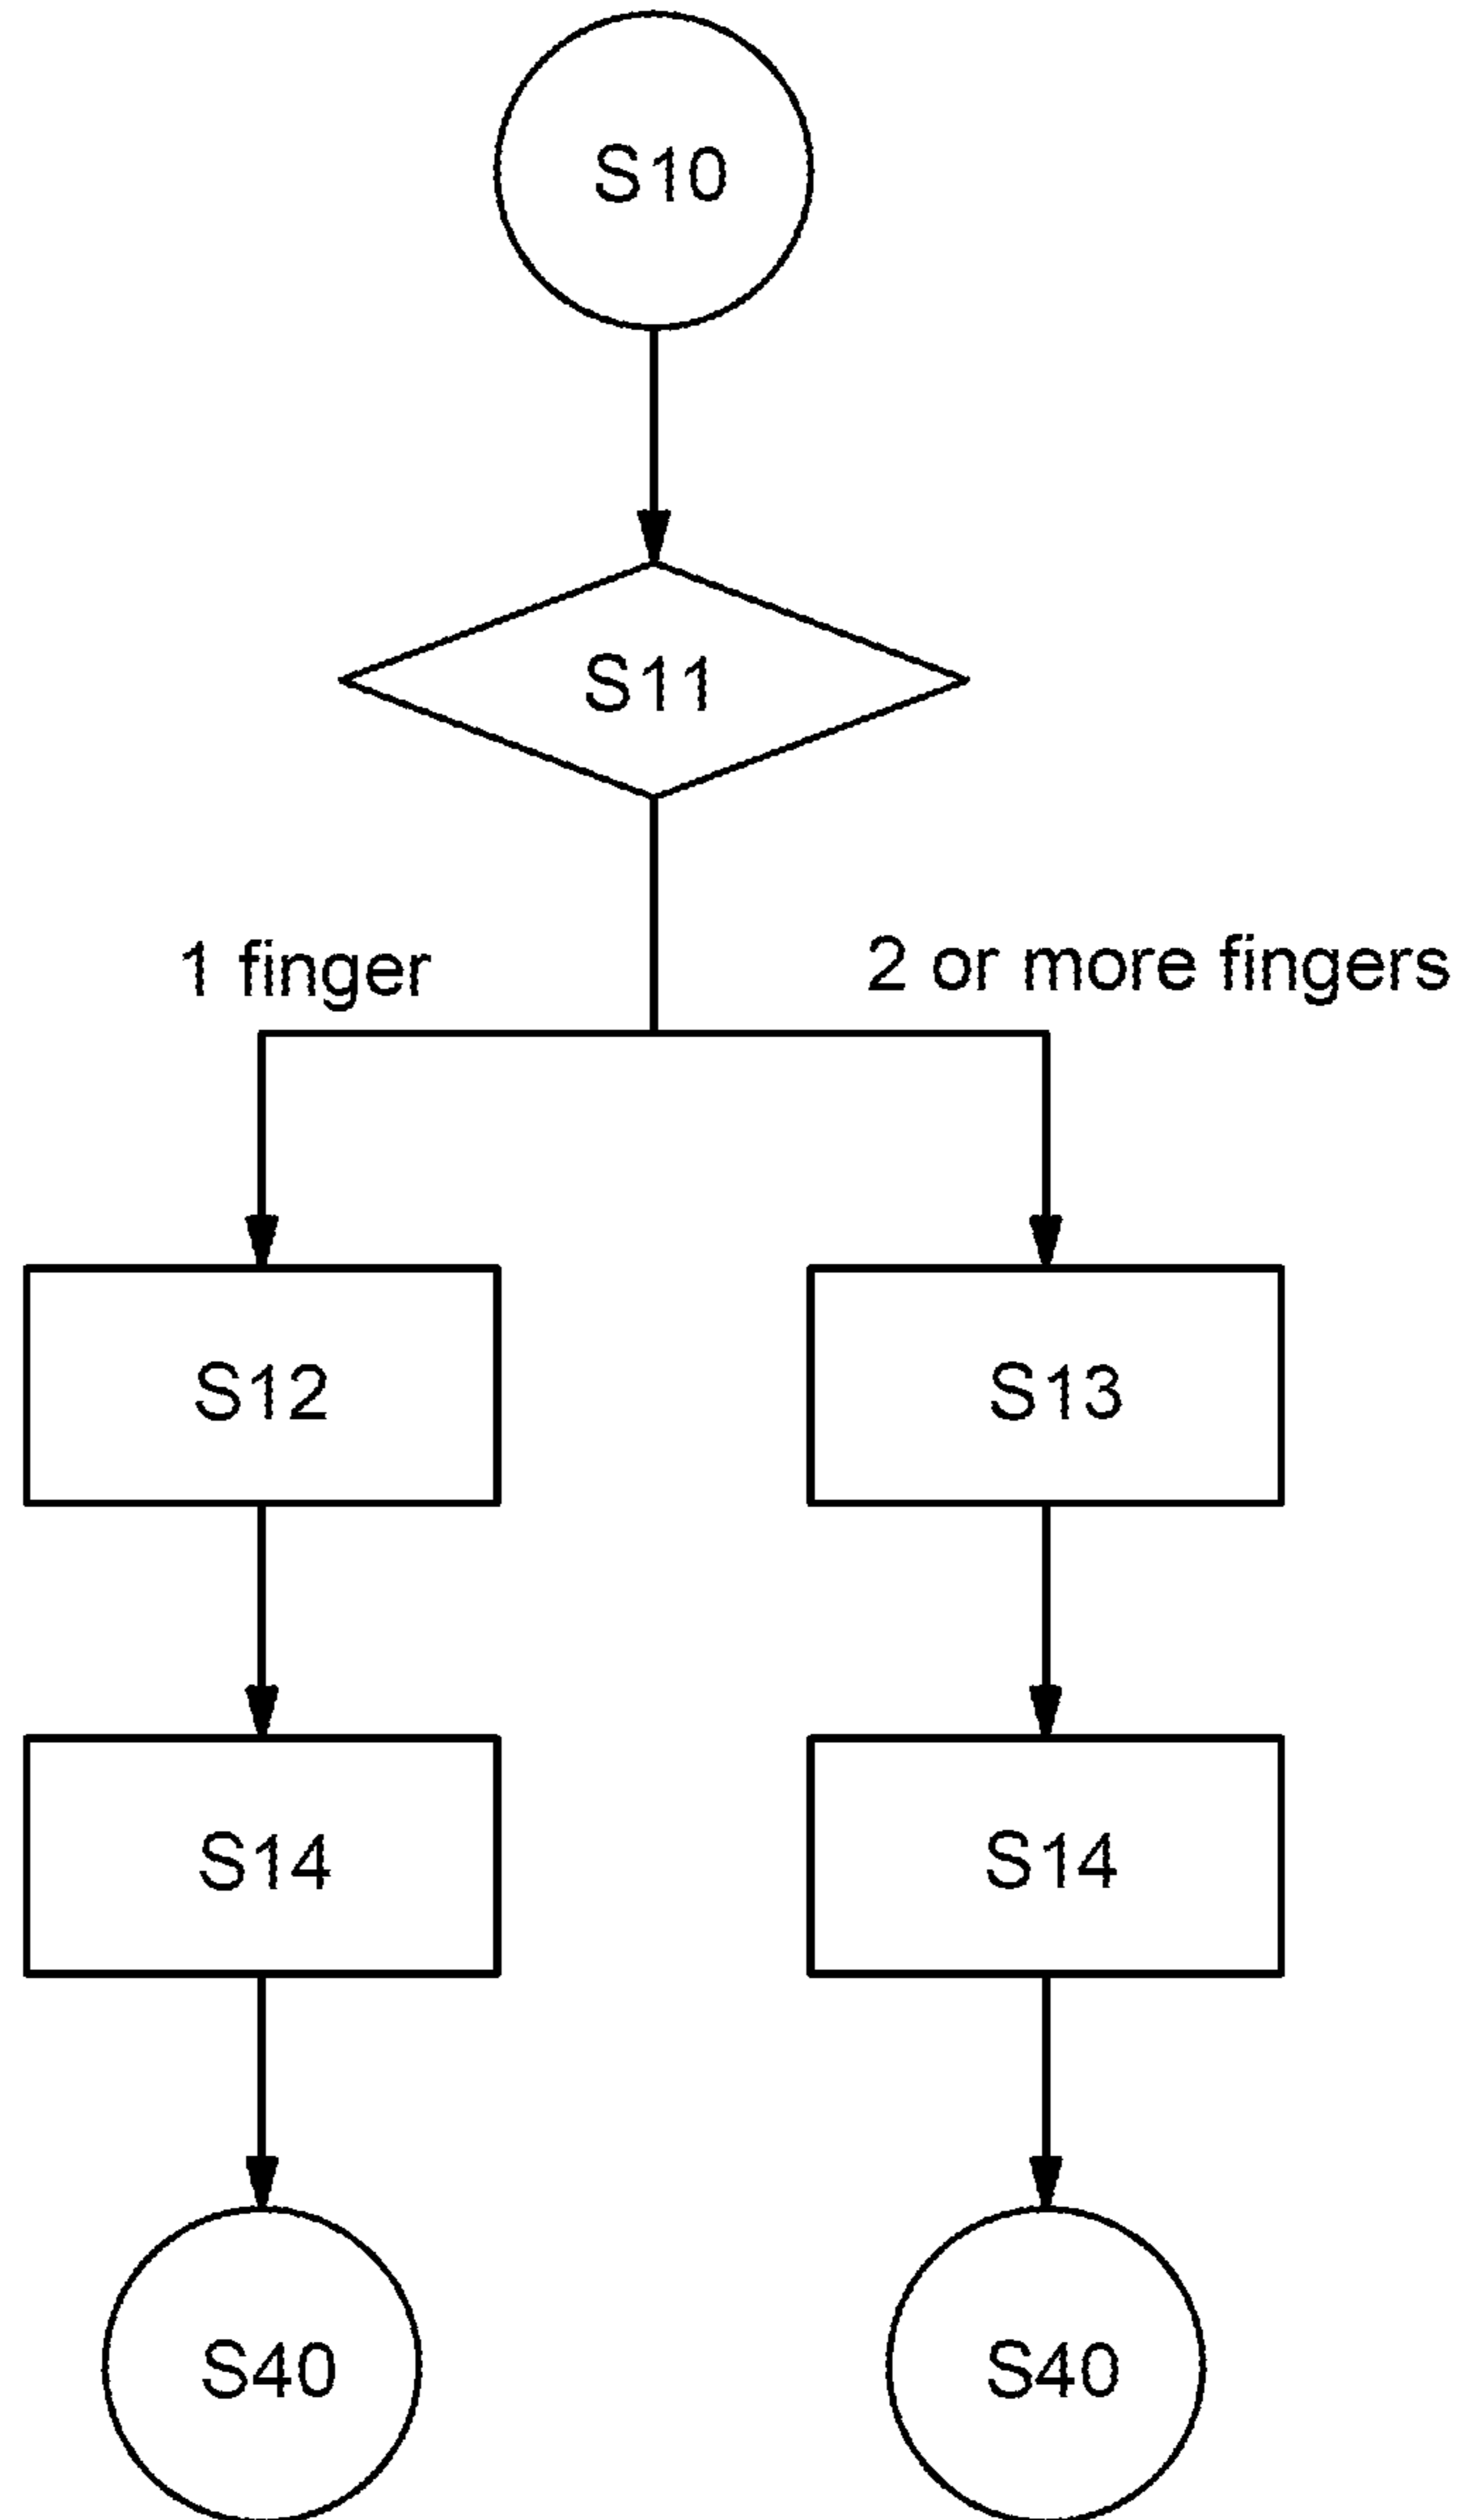 S10
S11
1 finger
2 or more fingers
S12
S13
S14
S14
S40
S40